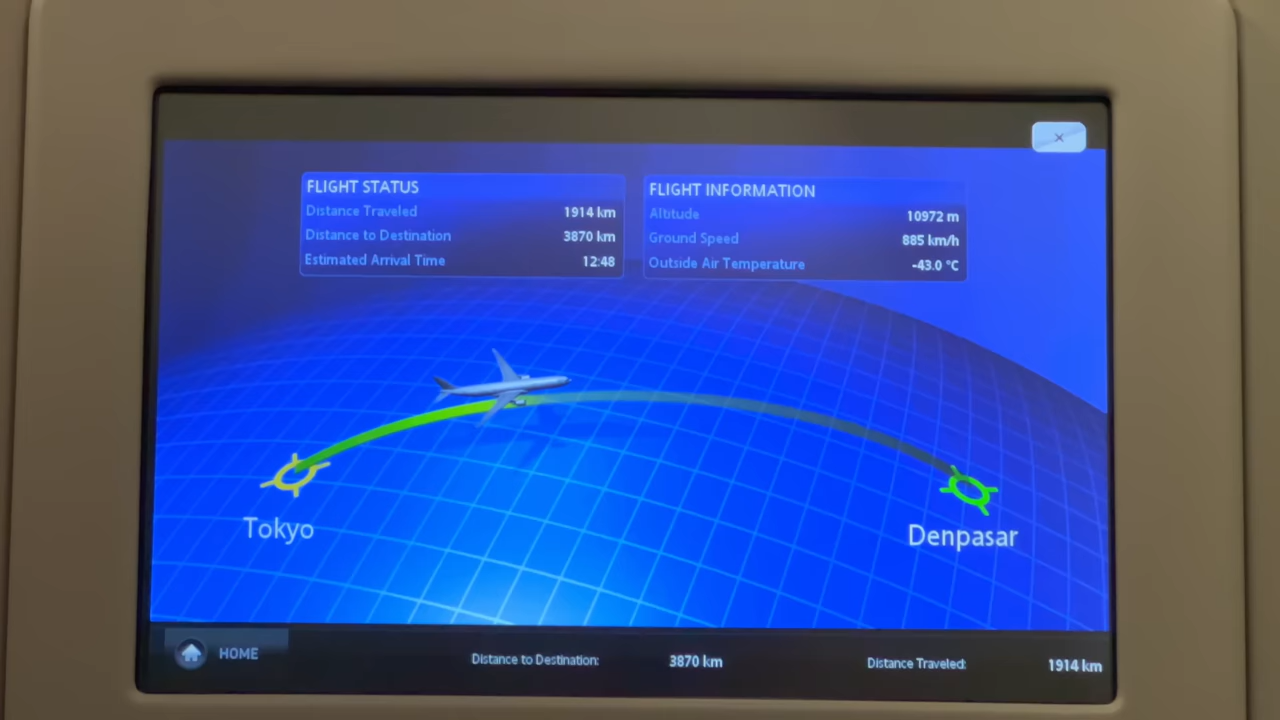 ×
FLIGHT STATUS
Distance Traveled 1914 km
Distance to Destination 3870 km
Estimated Arrival Time 12:48
FLIGHT INFORMATION
Altitude 10972 m
Ground Speed 885 km/h
Outside Air Temperature -43.0 °C
Tokyo
Denpasar
HOME
Distance to Destination: 3870 km
Distance Traveled: 1914 km